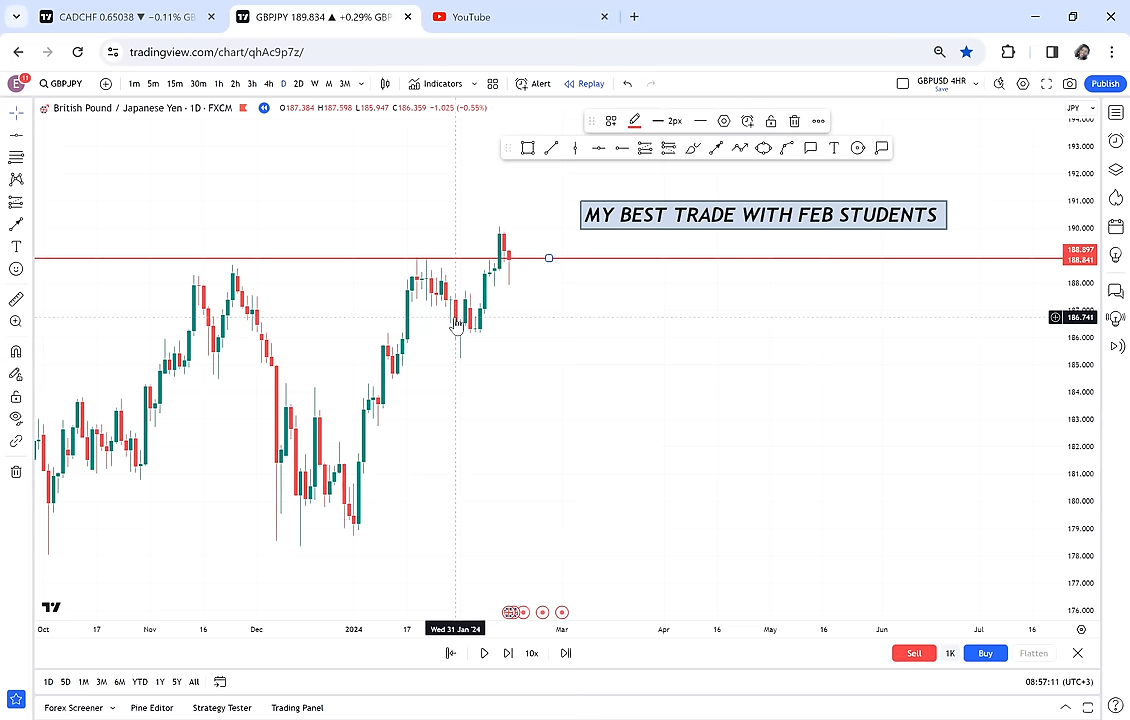 CADCHF 0.65038 ▼ −0.11% GB
GBPJPY 189.834 ▲ +0.29% GBP
YouTube
tradingview.com/chart/qhAc9p7z/
11
GBPJPY
1m 5m 15m 30m 1h 2h 3h 4h D 2D W M 3M
Indicators
Alert
Replay
GBPUSD 4HR
Save
Publish
British Pound / Japanese Yen · 1D · FXCM
O187.384 H187.598 L185.947 C186.359 −1.025 (−0.55%)
JPY
2px
T
MY BEST TRADE WITH FEB STUDENTS
194.000
193.000
192.000
191.000
190.000
188.897
188.841
188.000
187.000
186.741
186.000
185.000
184.000
183.000
182.000
181.000
180.000
179.000
178.000
177.000
176.000
Oct 17 Nov 16 Dec 2024 17 Wed 31 Jan '24 Mar Apr 16 May 16 Jun Jul 16
10x
Sell 1K Buy Flatten
1D 5D 1M 3M 6M YTD 1Y 5Y All
08:57:11 (UTC+3)
Forex Screener Pine Editor Strategy Tester Trading Panel